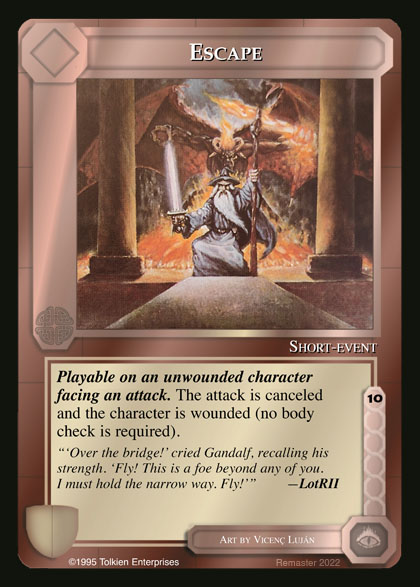 Escape
Short-event
Playable on an unwounded character
facing an attack. The attack is canceled
and the character is wounded (no body
check is required).
“‘Over the bridge!’ cried Gandalf, recalling his
strength. ‘Fly! This is a foe beyond any of you.
I must hold the narrow way. Fly!’” —LotRII
10
Art by Vicenç Luján
©1995 Tolkien Enterprises
Remaster 2022